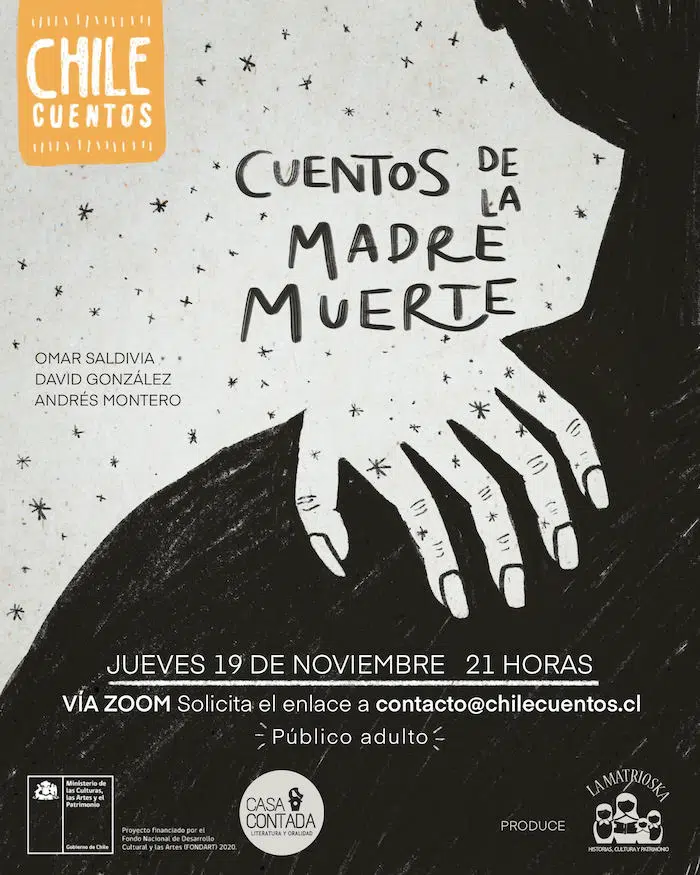 CHILE
CUENTOS
CUENTOS DE
LA
MADRE
MUERTE
OMAR SALDIVIA
DAVID GONZÁLEZ
ANDRÉS MONTERO
JUEVES 19 DE NOVIEMBRE 21 HORAS
VÍA ZOOM Solicita el enlace a contacto@chilecuentos.cl
Público adulto
Ministerio de
las Culturas,
las Artes y el
Patrimonio
Gobierno de Chile
Proyecto financiado por el
Fondo Nacional de Desarrollo
Cultural y las Artes (FONDART) 2020.
CASA
CONTADA
LITERATURA Y ORALIDAD
PRODUCE
LA MATRIOSKA
HISTORIAS, CULTURA Y PATRIMONIO